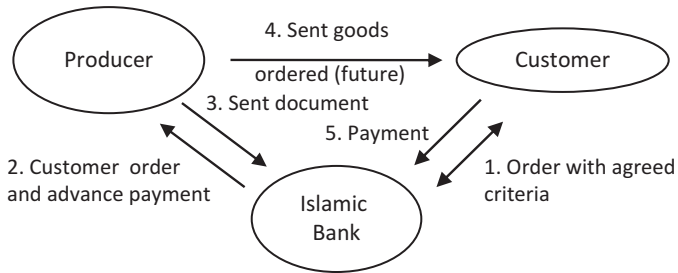 4. Sent goods
Producer
Customer
ordered (future)
3. Sent document
5. Payment
2. Customer order
and advance payment
1. Order with agreed
criteria
Islamic
Bank